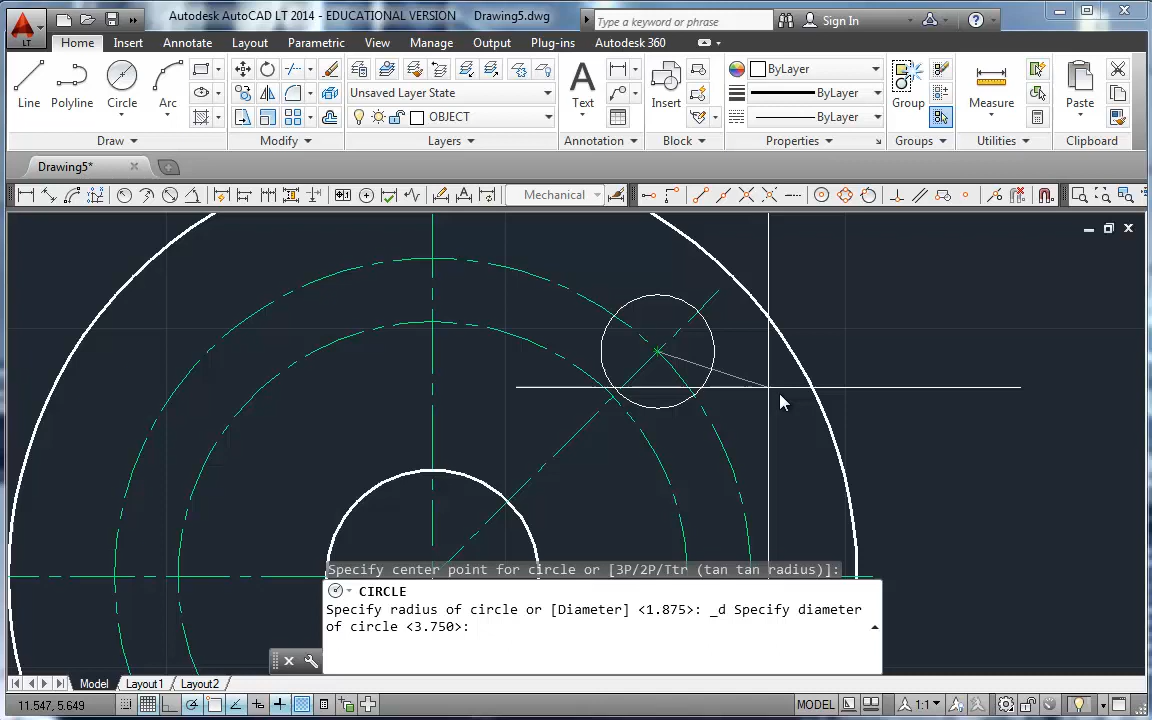 Autodesk AutoCAD LT 2014 - EDUCATIONAL VERSION Drawing5.dwg
Type a keyword or phrase
Sign In
LT
Home Insert Annotate Layout Parametric View Manage Output Plug-ins Autodesk 360
Line Polyline Circle Arc
Unsaved Layer State
OBJECT
Text
Insert
ByLayer
ByLayer
ByLayer
Group
Measure
Paste
Draw Modify Layers Annotation Block Properties Groups Utilities Clipboard
Drawing5*
Mechanical
Specify center point for circle or [3P/2P/Ttr (tan tan radius)]:
CIRCLE
Specify radius of circle or [Diameter] <1.875>: _d Specify diameter
of circle <3.750>:
Model Layout1 Layout2
11.547, 5.649
MODEL
1:1